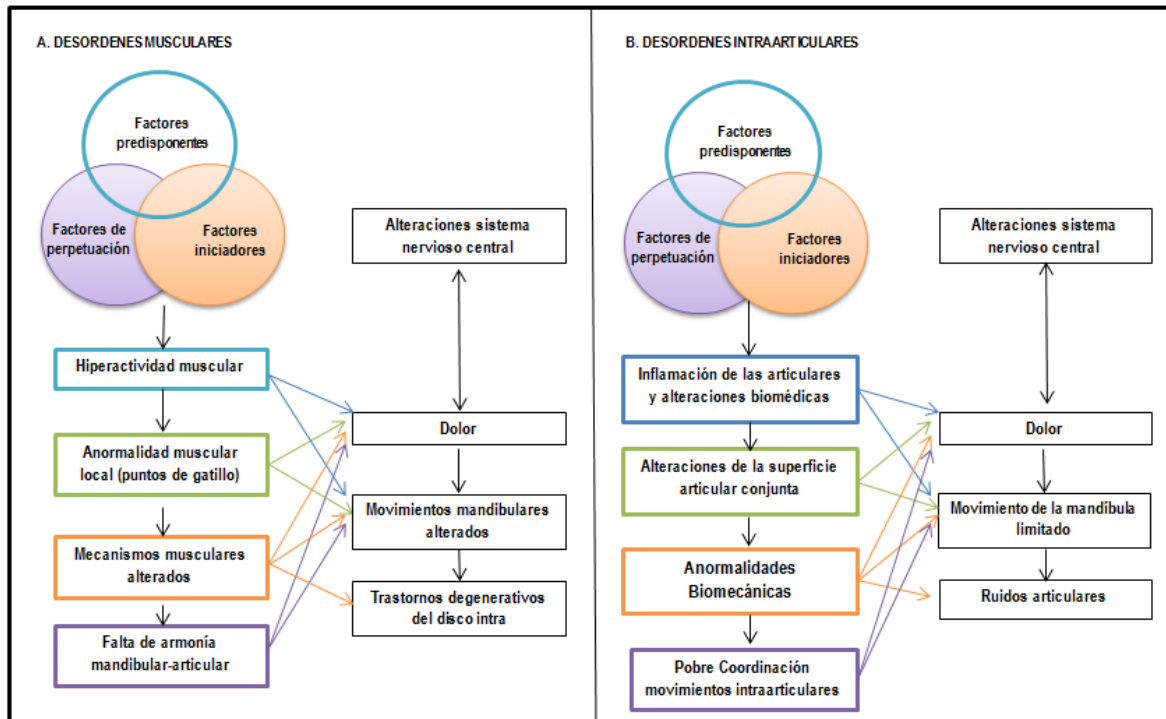 A. DESORDENES MUSCULARES
Factores
predisponentes
Factores de
perpetuación
Factores
iniciadores
Alteraciones sistema
nervioso central
Hiperactividad muscular
Dolor
Anormalidad muscular
local (puntos de gatillo)
Movimientos mandibulares
alterados
Mecanismos musculares
alterados
Trastornos degenerativos
del disco intra
Falta de armonía
mandibular-articular
B. DESORDENES INTRAARTICULARES
Factores
predisponentes
Factores de
perpetuación
Factores
iniciadores
Alteraciones sistema
nervioso central
Inflamación de las articulares
y alteraciones biomédicas
Dolor
Alteraciones de la superficie
articular conjunta
Movimiento de la mandíbula
limitado
Anormalidades
Biomecánicas
Ruidos articulares
Pobre Coordinación
movimientos intraarticulares